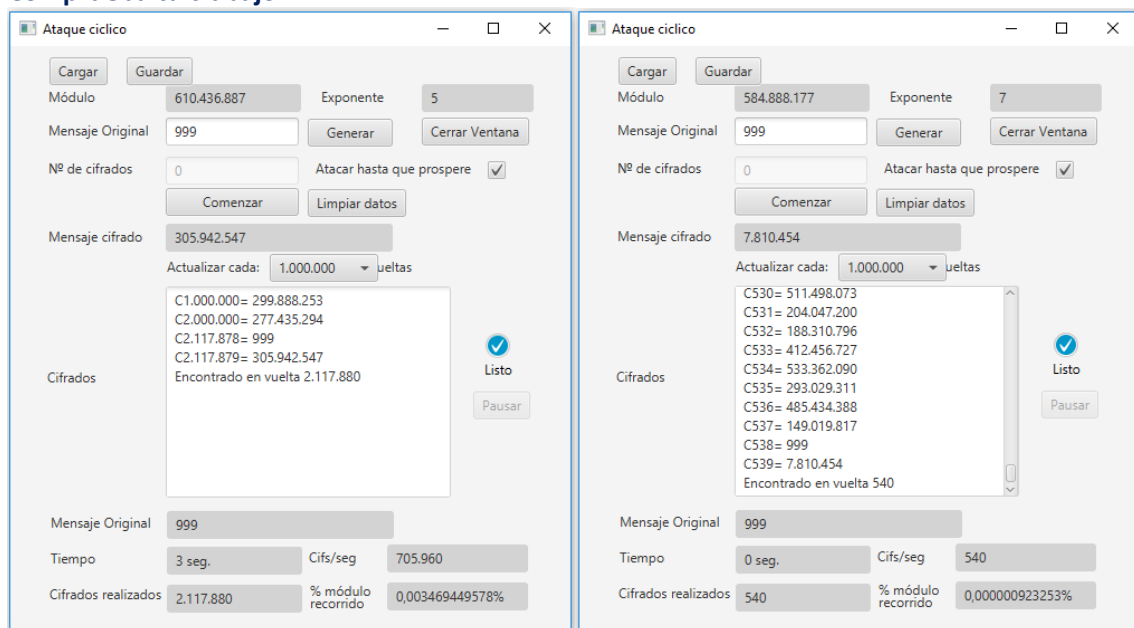 Ataque ciclico
Cargar Guardar
Módulo 610.436.887 Exponente 5
Mensaje Original 999 Generar Cerrar Ventana
Nº de cifrados 0 Atacar hasta que prospere
Comenzar Limpiar datos
Mensaje cifrado 305.942.547
Actualizar cada: 1.000.000 ueltas
C1.000.000= 299.888.253
C2.000.000= 277.435.294
C2.117.878= 999
C2.117.879= 305.942.547
Encontrado en vuelta 2.117.880
Cifrados
Listo
Pausar
Mensaje Original 999
Tiempo 3 seg. Cifs/seg 705.960
Cifrados realizados 2.117.880 % módulo recorrido 0,003469449578%
Ataque ciclico
Cargar Guardar
Módulo 584.888.177 Exponente 7
Mensaje Original 999 Generar Cerrar Ventana
Nº de cifrados 0 Atacar hasta que prospere
Comenzar Limpiar datos
Mensaje cifrado 7.810.454
Actualizar cada: 1.000.000 ueltas
C530= 511.498.073
C531= 204.047.200
C532= 188.310.796
C533= 412.456.727
C534= 533.362.090
C535= 293.029.311
C536= 485.434.388
C537= 149.019.817
C538= 999
C539= 7.810.454
Encontrado en vuelta 540
Cifrados
Listo
Pausar
Mensaje Original 999
Tiempo 0 seg. Cifs/seg 540
Cifrados realizados 540 % módulo recorrido 0,000000923253%